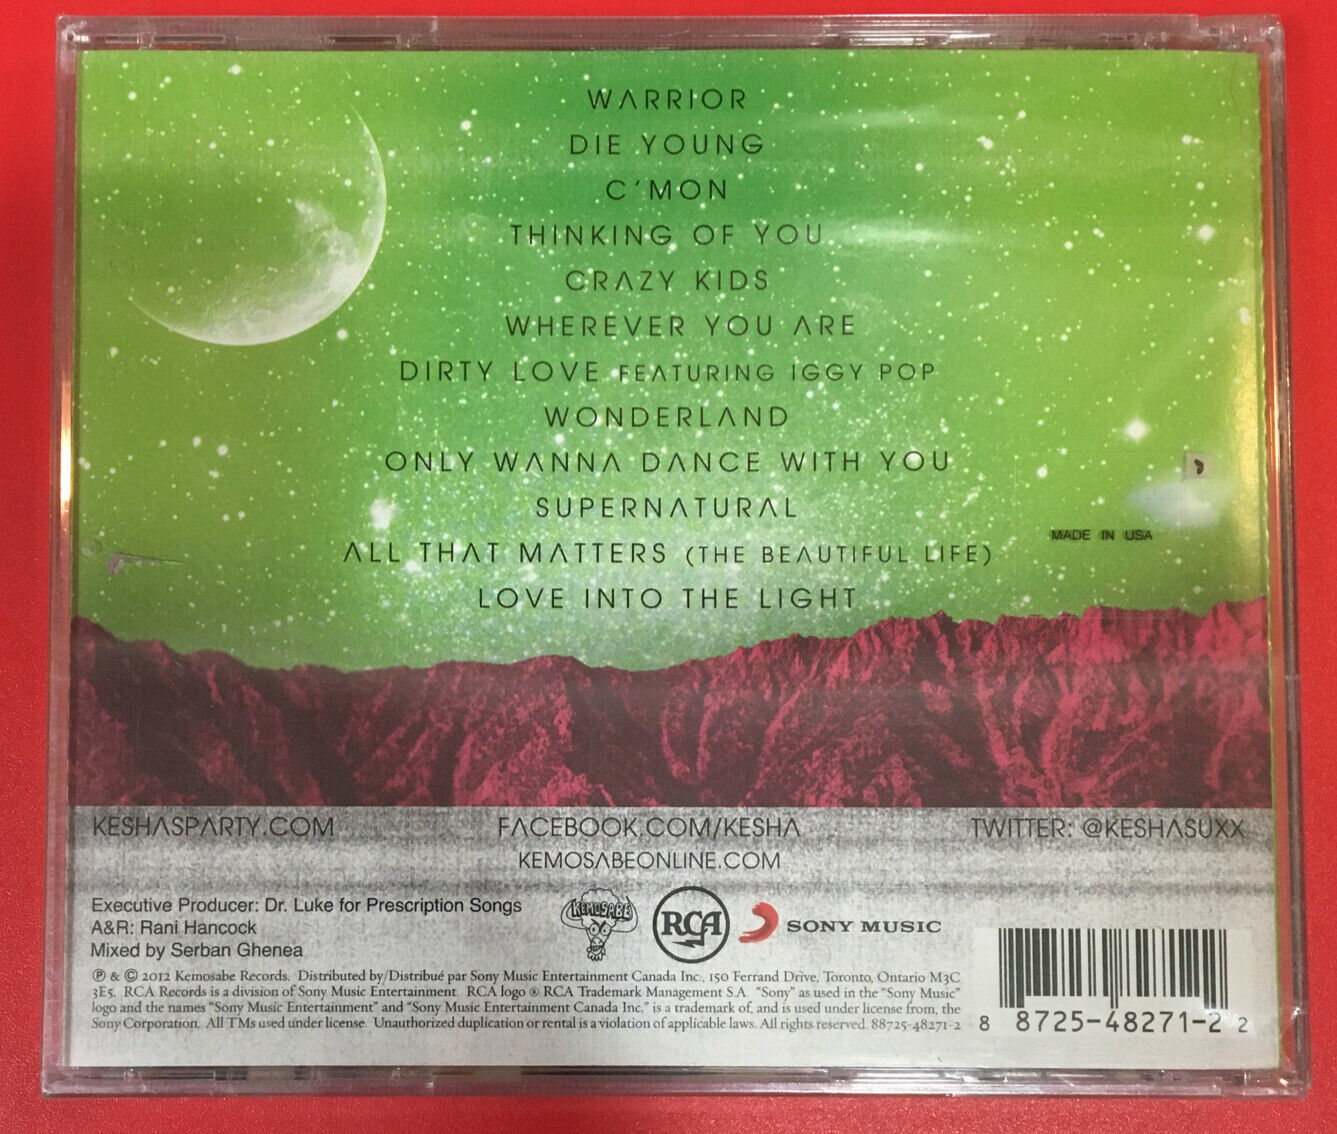 WARRIOR
DIE YOUNG
C'MON
THINKING OF YOU
CRAZY KIDS
WHEREVER YOU ARE
DIRTY LOVE FEATURING IGGY POP
WONDERLAND
ONLY WANNA DANCE WITH YOU
SUPERNATURAL
MADE IN USA
ALL THAT MATTERS (THE BEAUTIFUL LIFE)
LOVE INTO THE LIGHT
KESHASPARTY.COM FACEBOOK.COM/KESHA TWITTER: @KESHASUXX
KEMOSABEONLINE.COM
Executive Producer: Dr. Luke for Prescription Songs
A&R: Rani Hancock
Mixed by Serban Ghenea
KEMOSABE RCA SONY MUSIC
℗ & © 2012 Kemosabe Records. Distributed by/Distribué par Sony Music Entertainment Canada Inc., 150 Ferrand Drive, Toronto, Ontario M3C
3E5. RCA Records is a division of Sony Music Entertainment. RCA logo ® RCA Trademark Management S.A. "Sony" as used in the "Sony Music"
logo and the names "Sony Music Entertainment" and "Sony Music Entertainment Canada Inc." is a trademark of, and is used under license from, the
Sony Corporation. All TMs used under license. Unauthorized duplication or rental is a violation of applicable laws. All rights reserved. 88725-48271-2
8 8725-48271-2 2